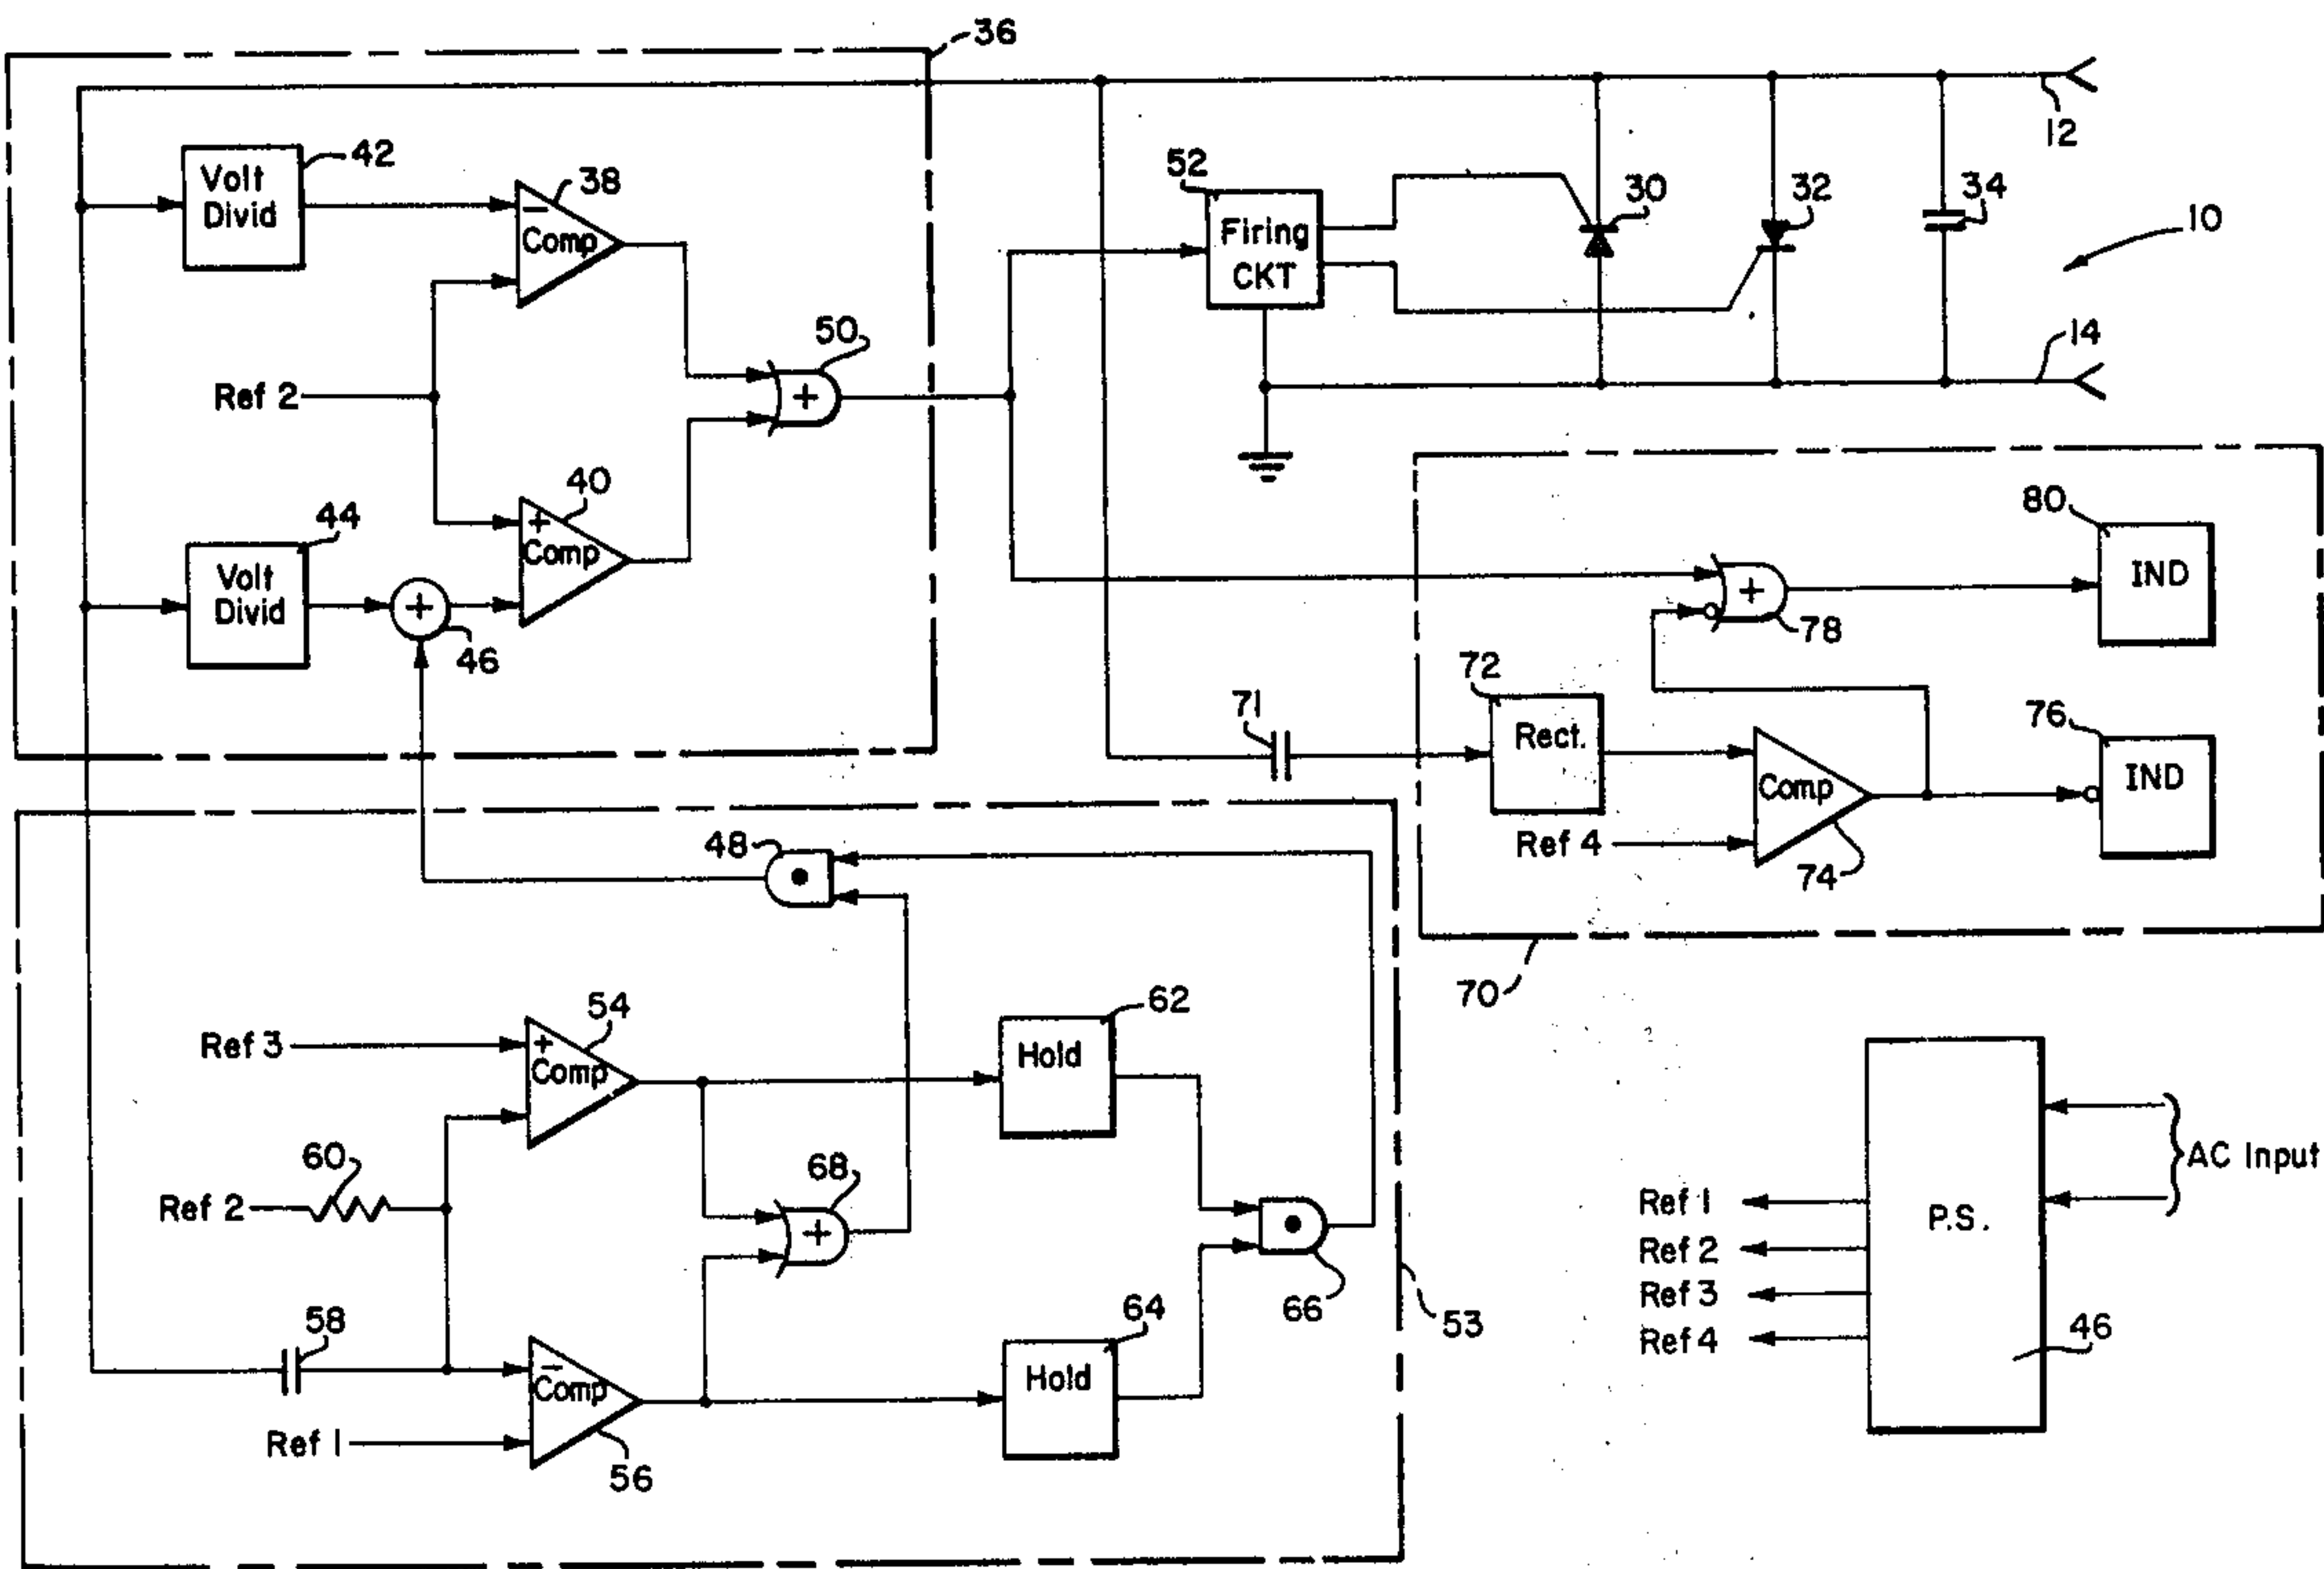 36
12
42
Volt
Divid
38
−
Comp
52
Firing
CKT
30
32
34
10
Ref 2
50
+
14
40
+
Comp
44
Volt
Divid
+
46
80
IND
+
78
71
72
Rect.
76
IND
Comp
Ref 4
74
70
48
54
Ref 3
+
Comp
62
Hold
60
Ref 2
68
+
66
58
−
Comp
Ref 1
56
64
Hold
53
P.S.
AC Input
Ref 1
Ref 2
Ref 3
Ref 4
46